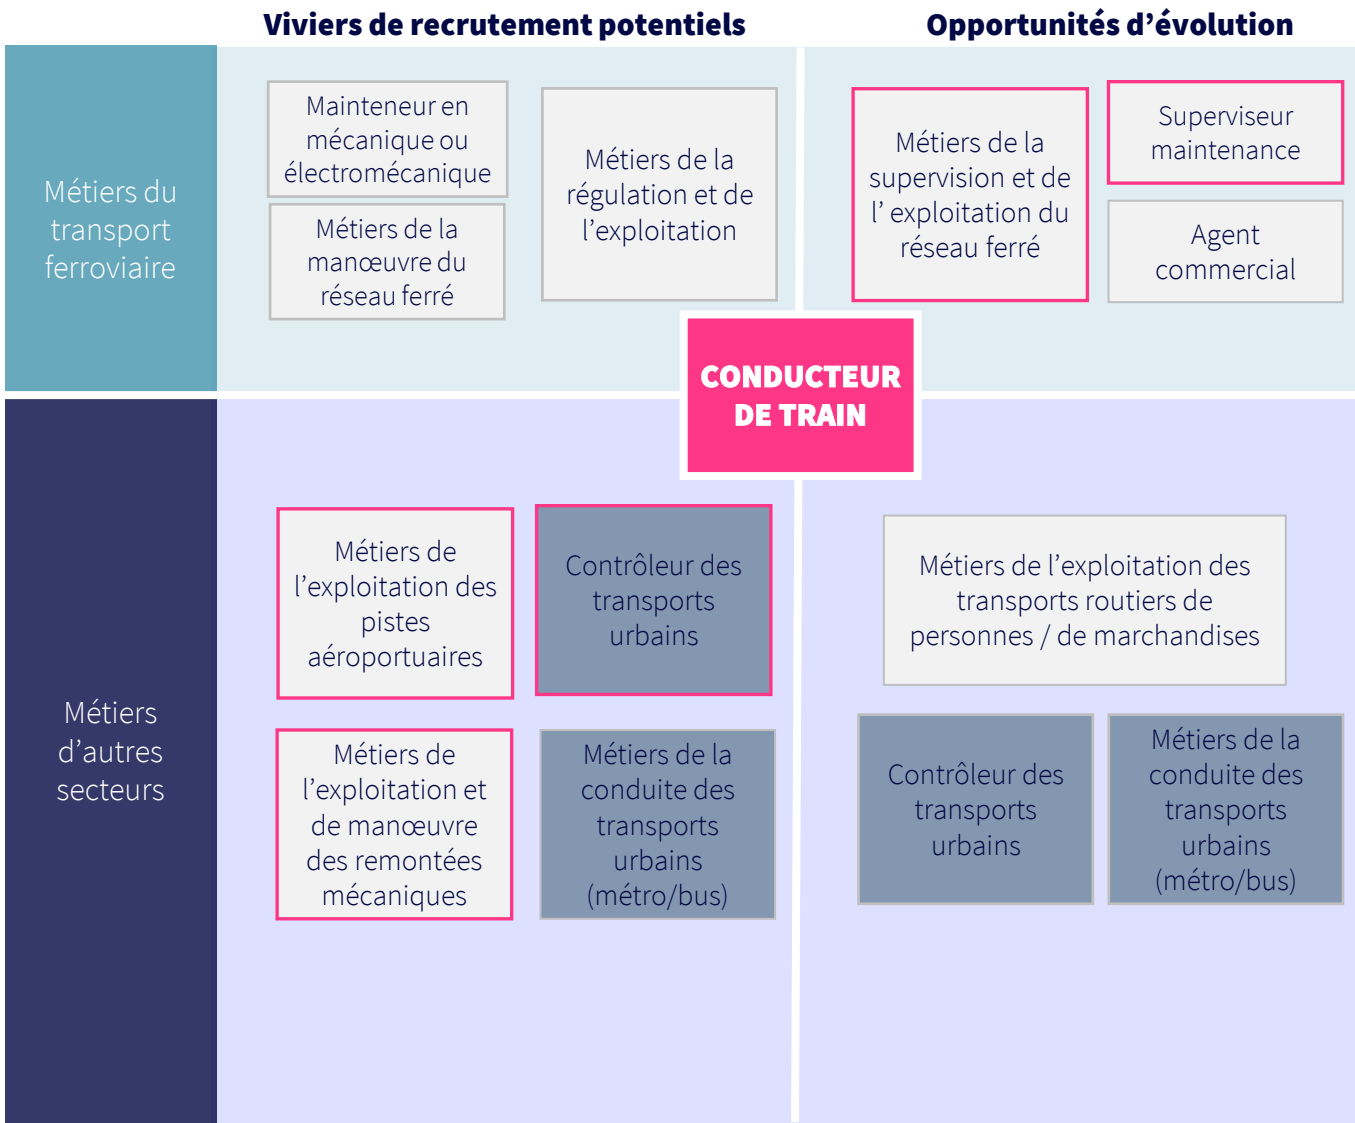 Viviers de recrutement potentiels
Opportunités d’évolution
Métiers du
transport
ferroviaire
Mainteneur en
mécanique ou
électromécanique
Métiers de la
manœuvre du
réseau ferré
Métiers de la
régulation et de
l’exploitation
Métiers de la
supervision et de
l’ exploitation du
réseau ferré
Superviseur
maintenance
Agent
commercial
CONDUCTEUR
DE TRAIN
Métiers
d’autres
secteurs
Métiers de
l’exploitation des
pistes
aéroportuaires
Contrôleur des
transports
urbains
Métiers de
l’exploitation et
de manœuvre
des remontées
mécaniques
Métiers de la
conduite des
transports
urbains
(métro/bus)
Métiers de l’exploitation des
transports routiers de
personnes / de marchandises
Contrôleur des
transports
urbains
Métiers de la
conduite des
transports
urbains
(métro/bus)